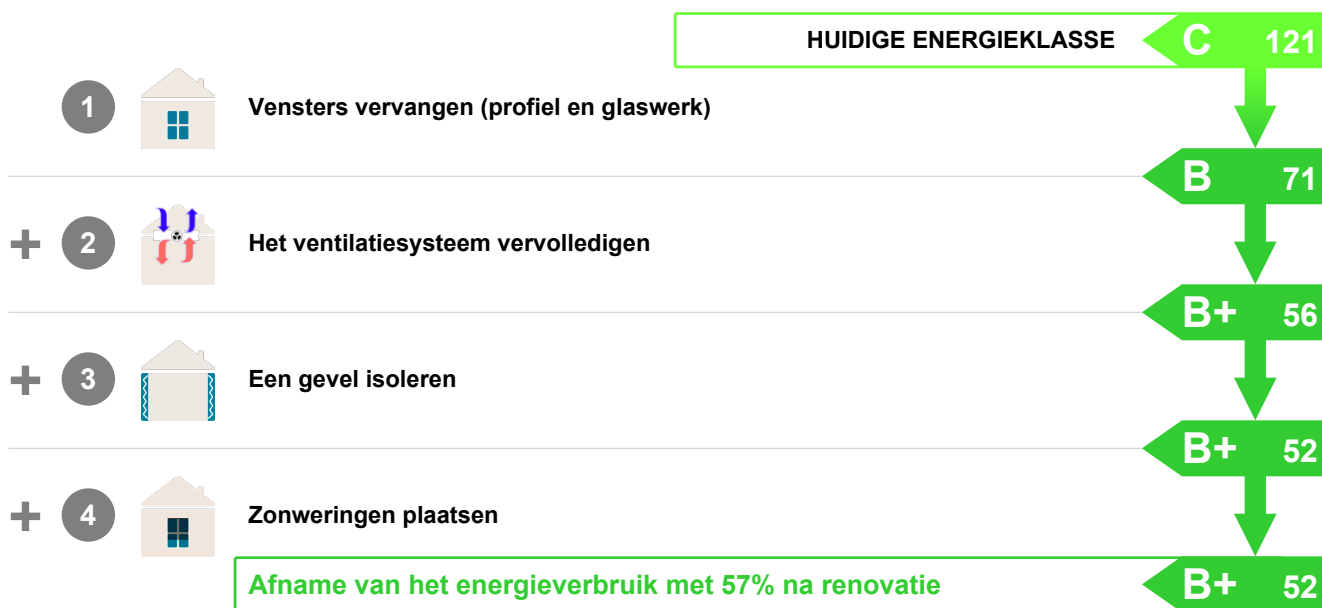 HUIDIGE ENERGIEKLASSE C 121
1 Vensters vervangen (profiel en glaswerk)
B 71
+ 2 Het ventilatiesysteem vervolledigen
B+ 56
+ 3 Een gevel isoleren
B+ 52
+ 4 Zonweringen plaatsen
Afname van het energieverbruik met 57% na renovatie B+ 52